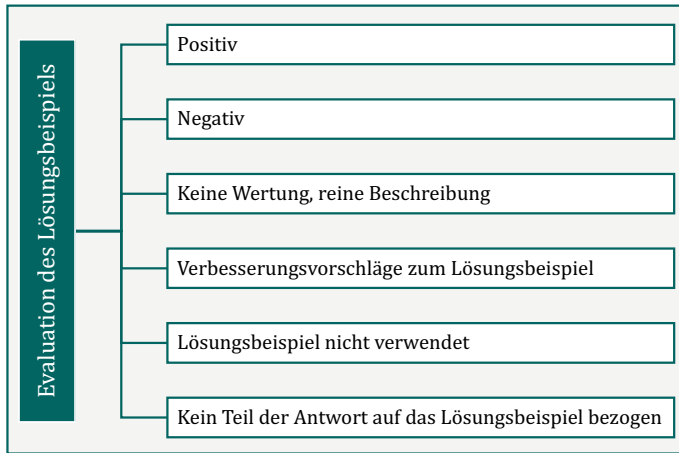 Evaluation des Lösungsbeispiels
Positiv
Negativ
Keine Wertung, reine Beschreibung
Verbesserungsvorschläge zum Lösungsbeispiel
Lösungsbeispiel nicht verwendet
Kein Teil der Antwort auf das Lösungsbeispiel bezogen